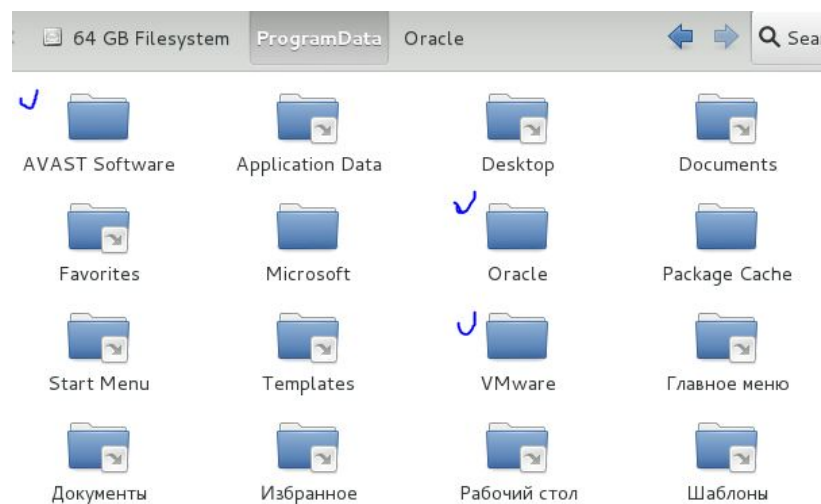 64 GB Filesystem ProgramData Oracle Sea
AVAST Software Application Data Desktop Documents
Favorites Microsoft Oracle Package Cache
Start Menu Templates VMware Главное меню
Документы Избранное Рабочий стол Шаблоны